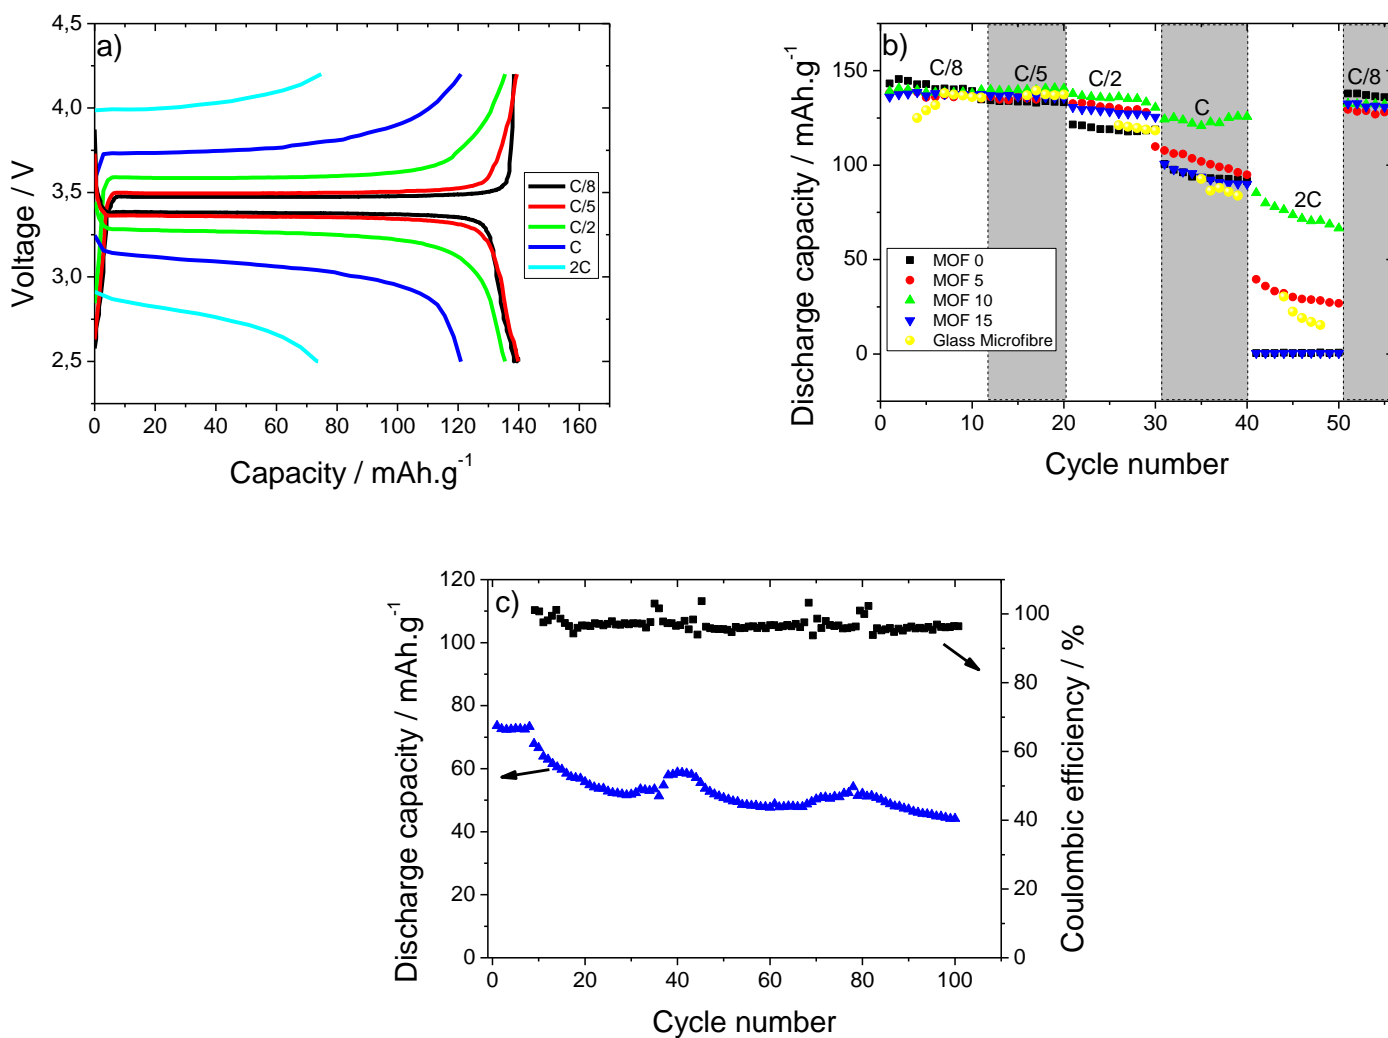 a)
4,5
4,0
3,5
3,0
2,5
Voltage / V
0 20 40 60 80 100 120 140 160
Capacity / mAh.g-1
C/8
C/5
C/2
C
2C
b)
150
100
50
0
Discharge capacity / mAh.g-1
0 10 20 30 40 50
Cycle number
C/8 C/5 C/2 C 2C C/8
MOF 0
MOF 5
MOF 10
MOF 15
Glass Microfibre
c)
120
100
80
60
40
20
0
Discharge capacity / mAh.g-1
0 20 40 60 80 100
Cycle number
100
80
60
40
20
0
Coulombic efficiency / %